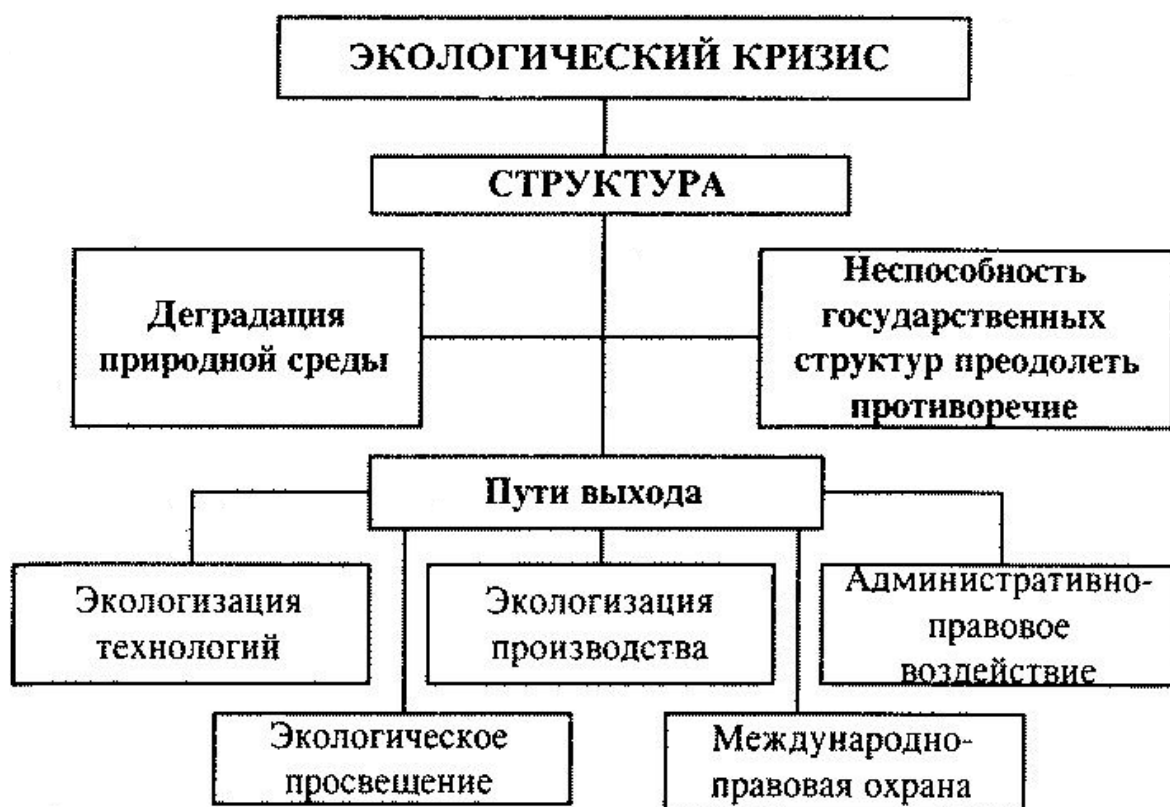 ЭКОЛОГИЧЕСКИЙ КРИЗИС
СТРУКТУРА
Деградация
природной среды
Неспособность
государственных
структур преодолеть
противоречие
Пути выхода
Экологизация
технологий
Экологизация
производства
Административно-
правовое
воздействие
Экологическое
просвещение
Международно-
правовая охрана